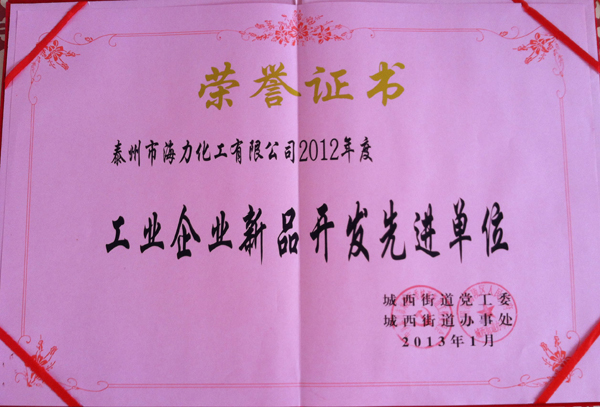 荣誉证书
泰州市海力化工有限公司2012年度
工业企业新品开发先进单位
城西街道党工委
城西街道办事处
2013年1月